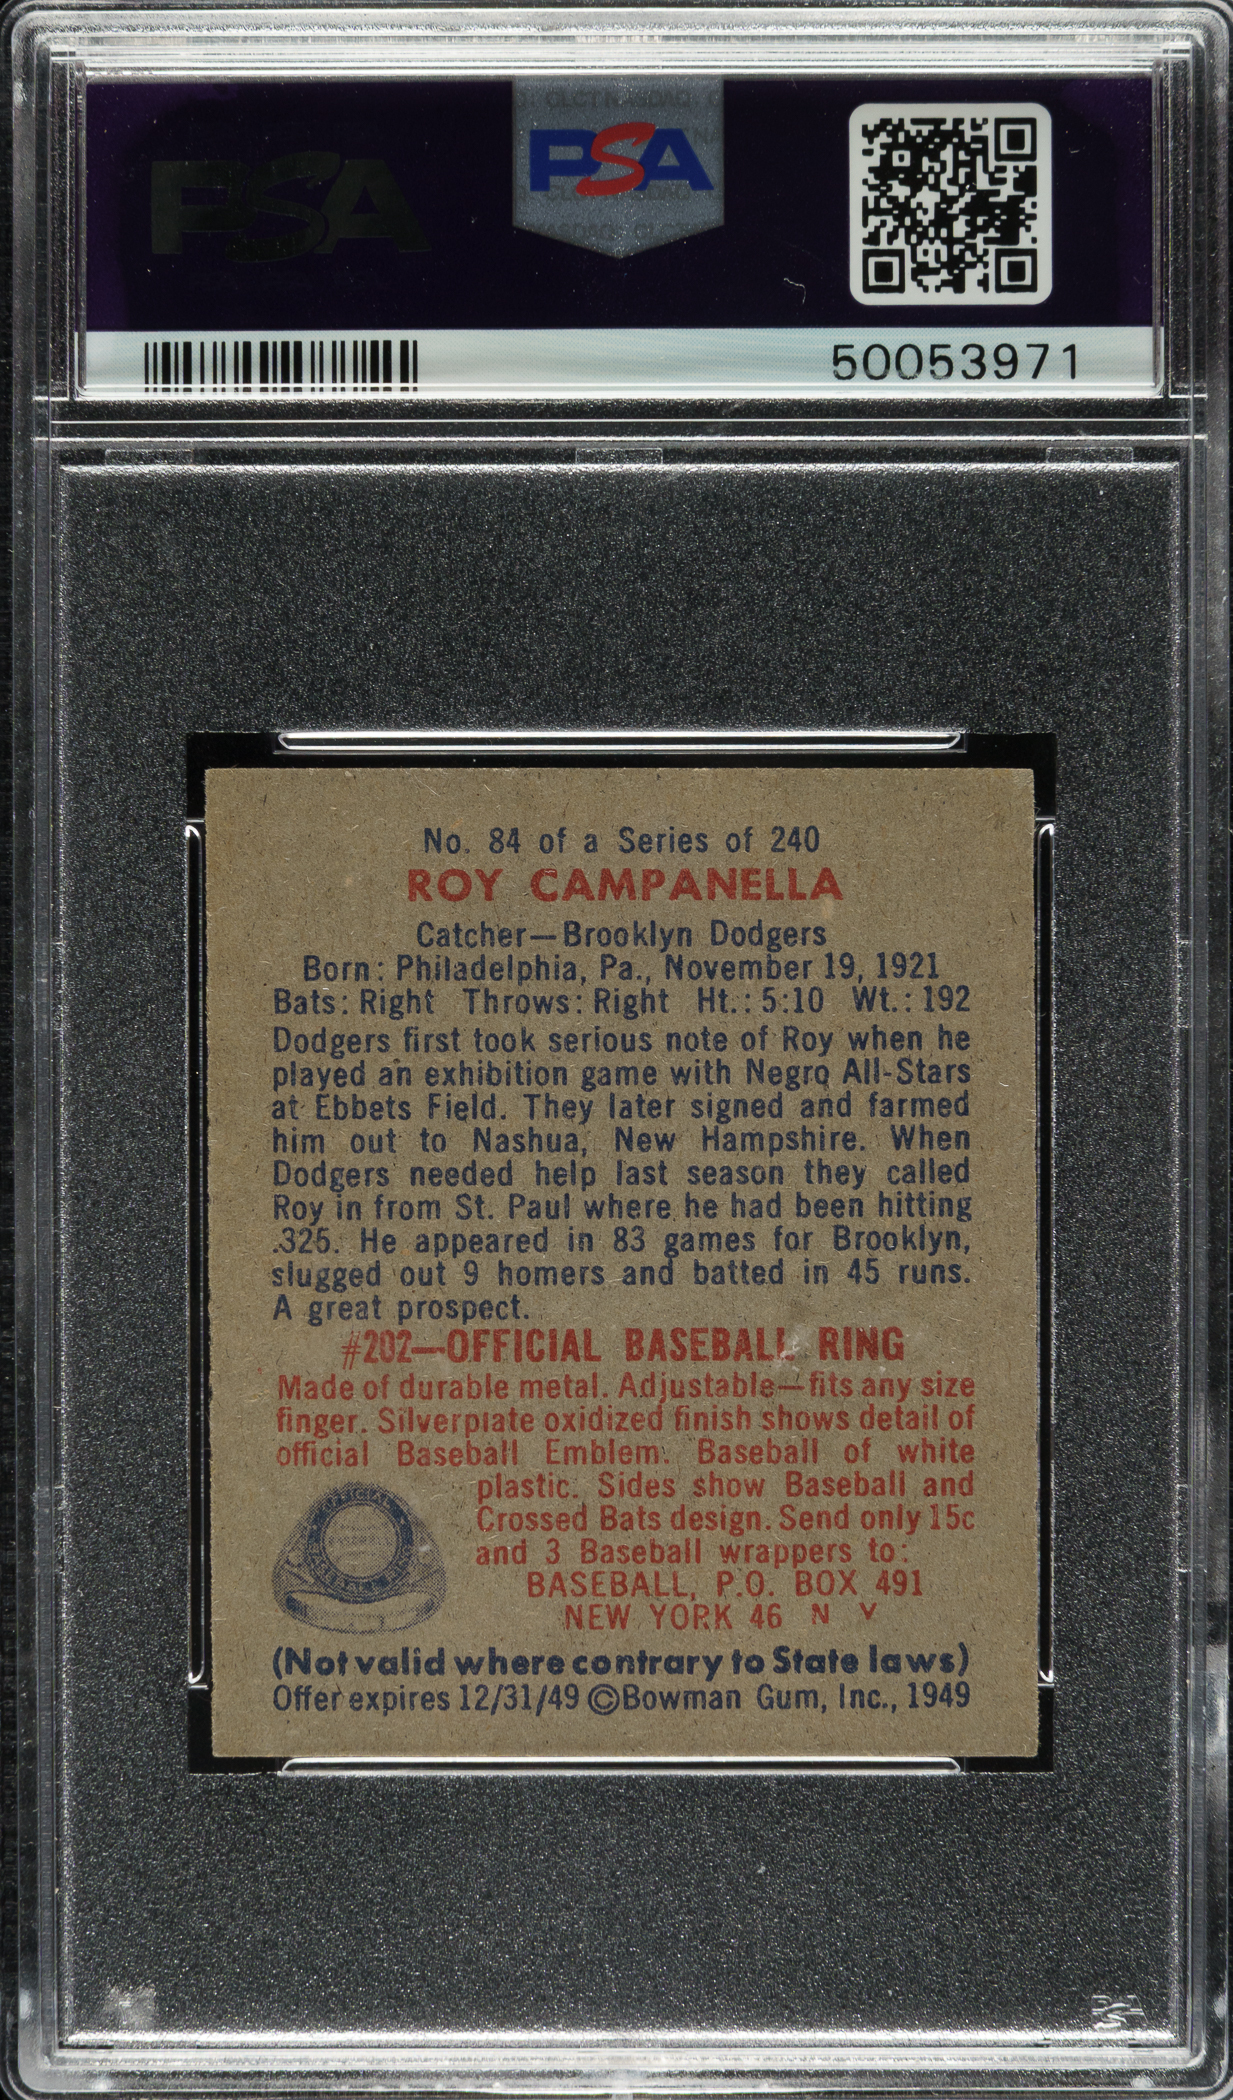 PSA
PSA
50053971
No. 84 of a Series of 240
ROY CAMPANELLA
Catcher—Brooklyn Dodgers
Born: Philadelphia, Pa., November 19, 1921
Bats: Right Throws: Right Ht.: 5:10 Wt.: 192
Dodgers first took serious note of Roy when he
played an exhibition game with Negro All-Stars
at Ebbets Field. They later signed and farmed
him out to Nashua, New Hampshire. When
Dodgers needed help last season they called
Roy in from St. Paul where he had been hitting
.325. He appeared in 83 games for Brooklyn,
slugged out 9 homers and batted in 45 runs.
A great prospect.
#202—OFFICIAL BASEBALL RING
Made of durable metal. Adjustable—fits any size
finger. Silverplate oxidized finish shows detail of
official Baseball Emblem. Baseball of white
plastic. Sides show Baseball and
Crossed Bats design. Send only 15c
and 3 Baseball wrappers to:
BASEBALL, P.O. BOX 491
NEW YORK 46 N Y
OFFICIAL
(Not valid where contrary to State laws)
Offer expires 12/31/49 ©Bowman Gum, Inc., 1949
PSA